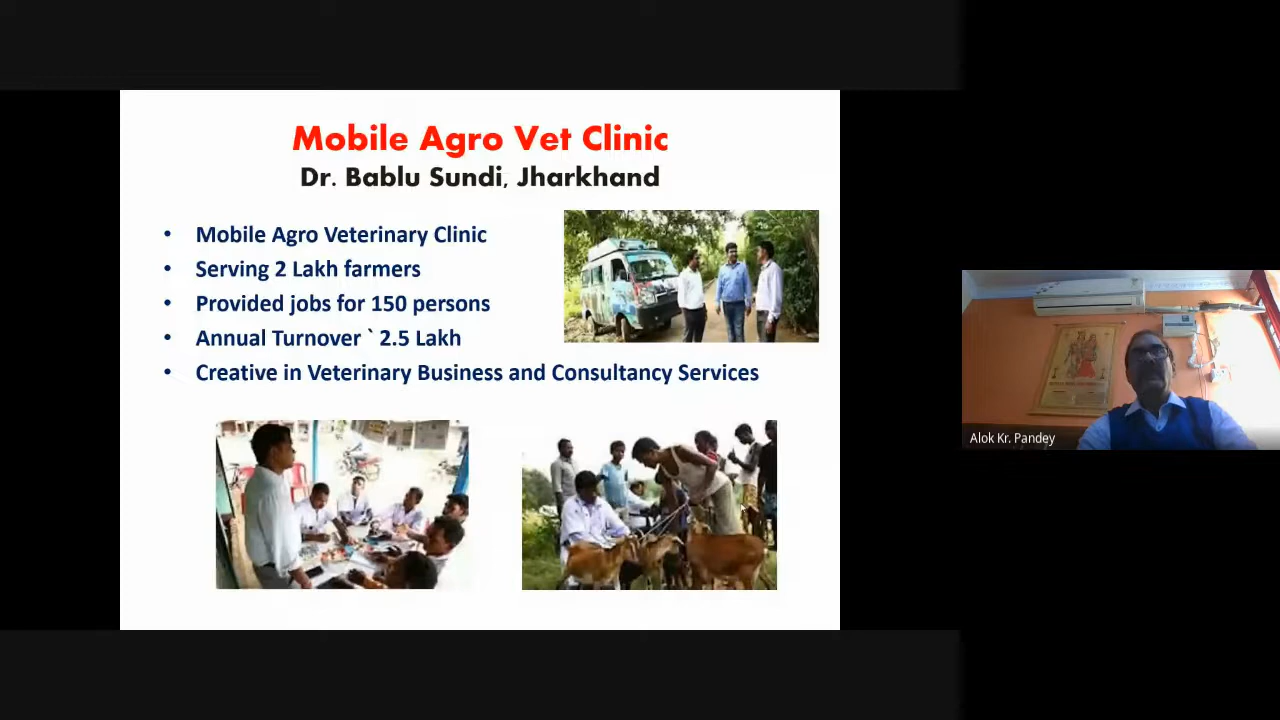 Mobile Agro Vet Clinic
Dr. Bablu Sundi, Jharkhand
• Mobile Agro Veterinary Clinic
• Serving 2 Lakh farmers
• Provided jobs for 150 persons
• Annual Turnover ` 2.5 Lakh
• Creative in Veterinary Business and Consultancy Services
Alok Kr. Pandey